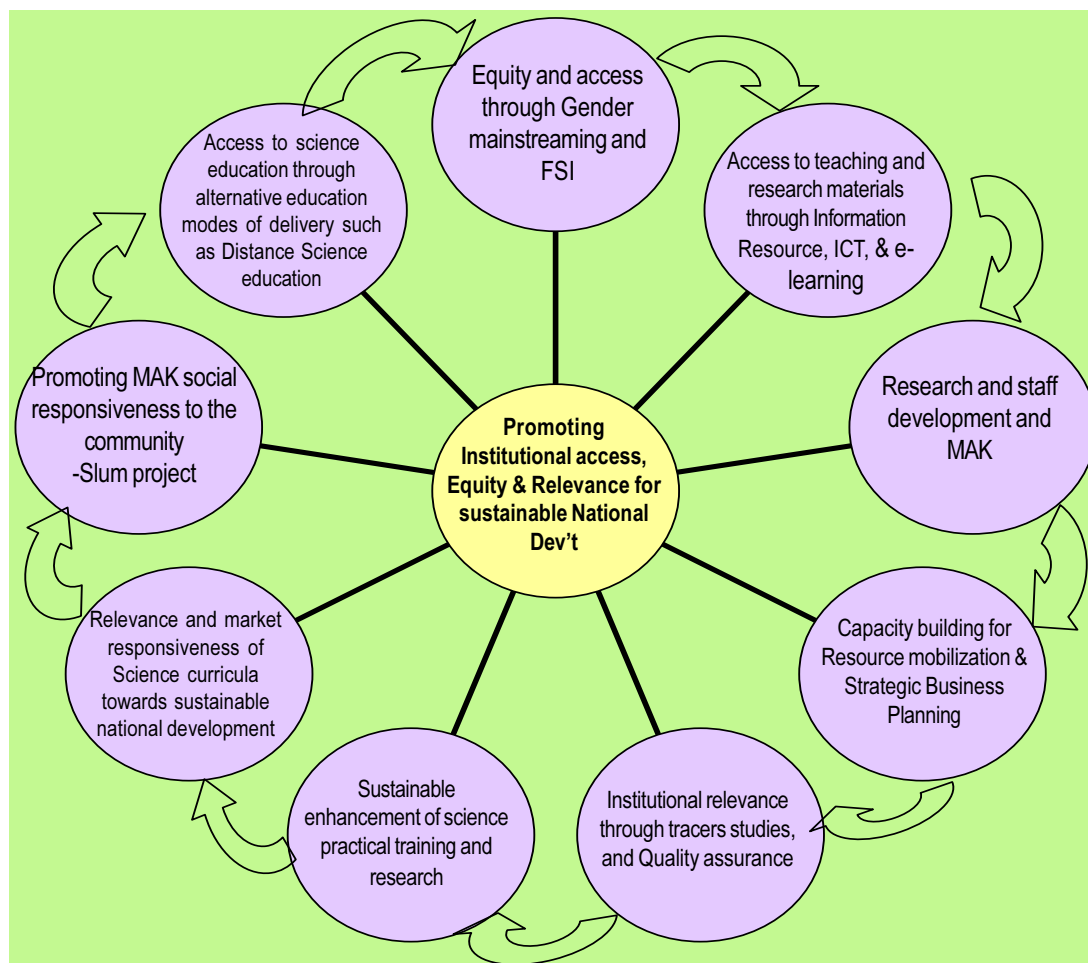 Equity and access
through Gender
mainstreaming and
FSI
Access to teaching and
research materials
through Information
Resource, ICT, & e-
learning
Research and staff
development and
MAK
Capacity building for
Resource mobilization &
Strategic Business
Planning
Institutional relevance
through tracers studies,
and Quality assurance
Sustainable
enhancement of science
practical training and
research
Relevance and market
responsiveness of
Science curricula
towards sustainable
national development
Promoting MAK social
responsiveness to the
community
-Slum project
Access to science
education through
alternative education
modes of delivery such
as Distance Science
education
Promoting
Institutional access,
Equity & Relevance for
sustainable National
Dev't